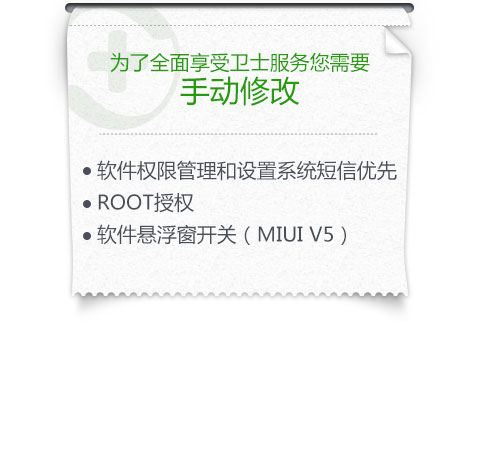 为了全面享受卫士服务您需要
手动修改
● 软件权限管理和设置系统短信优先
● ROOT授权
● 软件悬浮窗开关（MIUI V5）